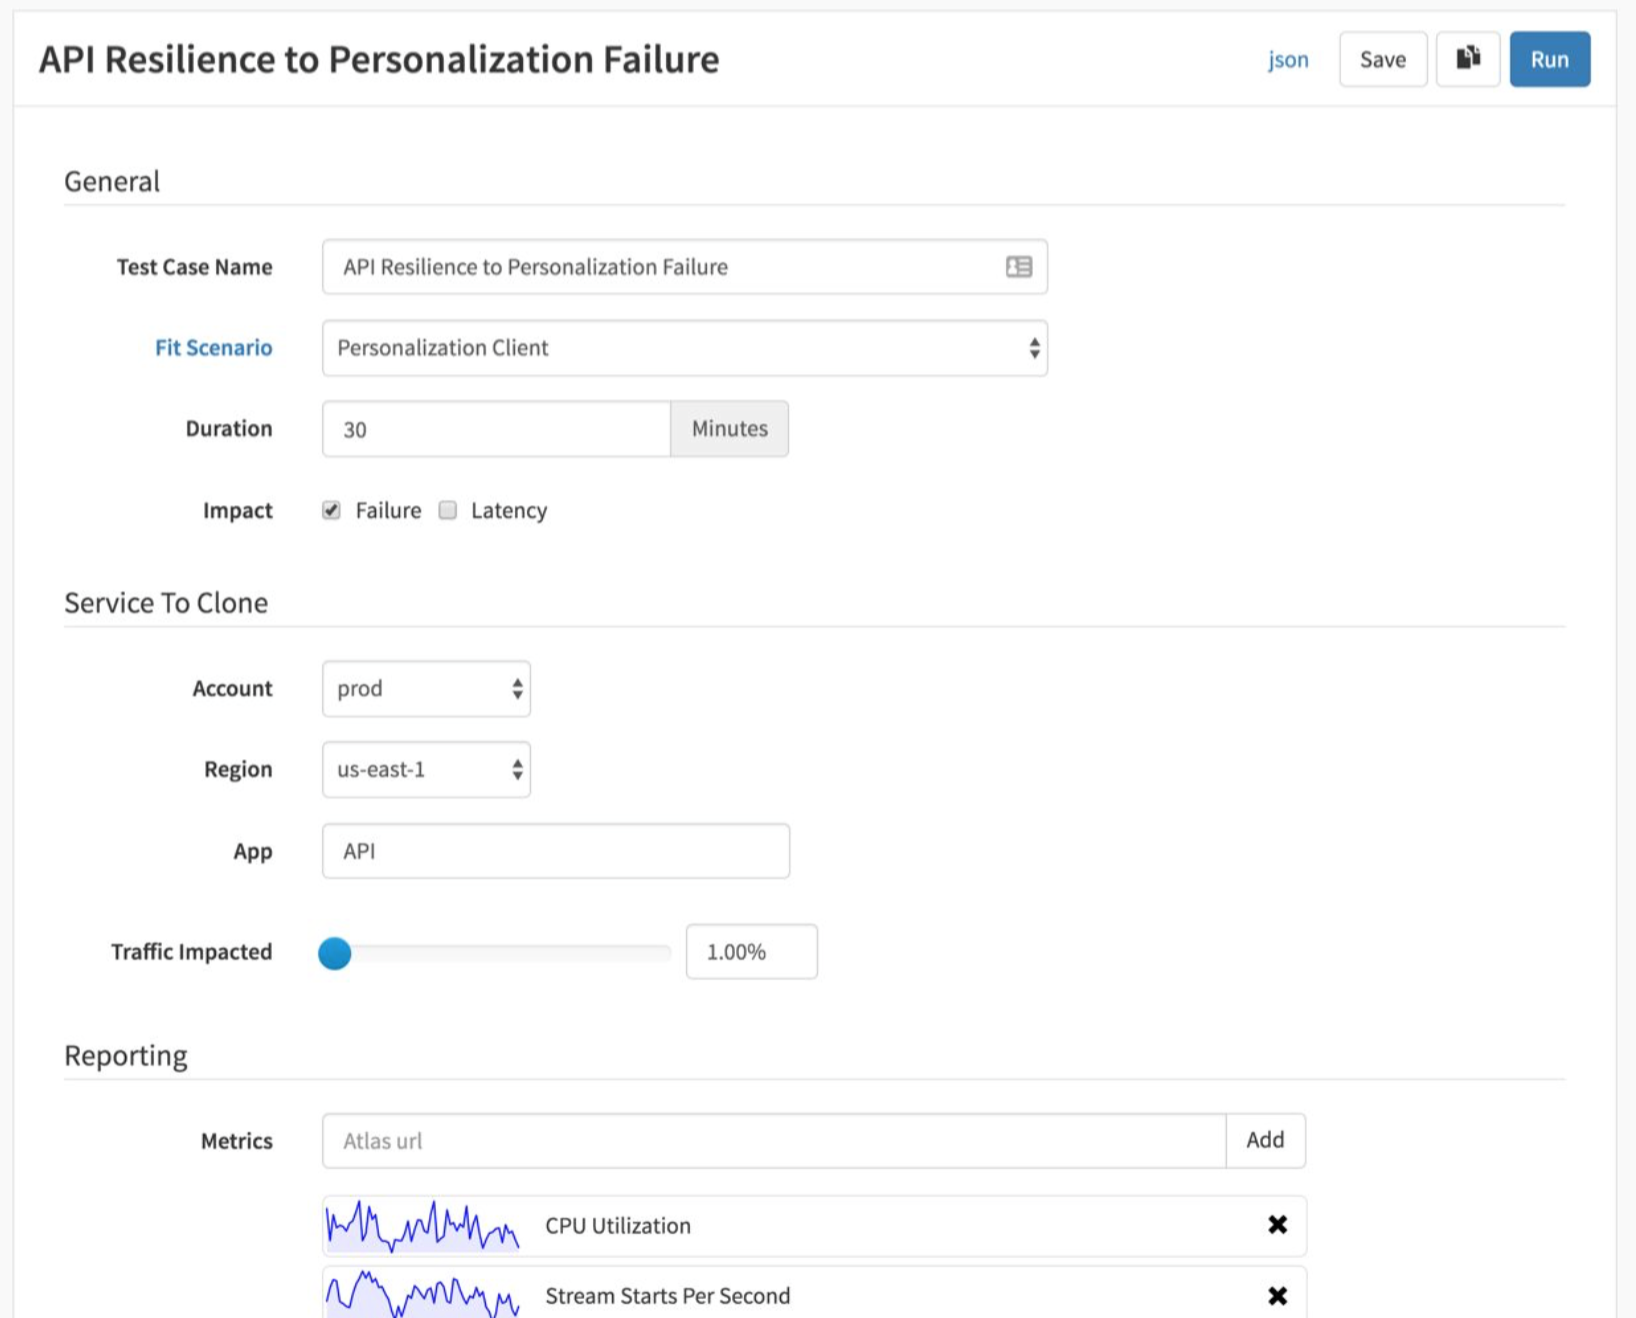 API Resilience to Personalization Failure json Save Run
General
Test Case Name API Resilience to Personalization Failure
Fit Scenario Personalization Client
Duration 30 Minutes
Impact Failure Latency
Service To Clone
Account prod
Region us-east-1
App API
Traffic Impacted 1.00%
Reporting
Metrics Atlas url Add
CPU Utilization
Stream Starts Per Second